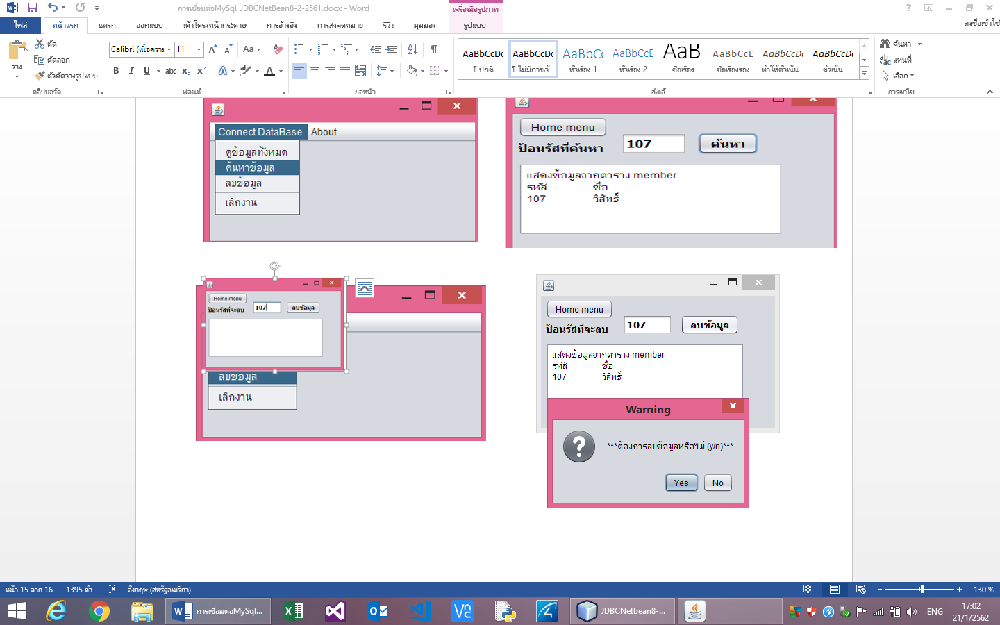 การเชื่อมต่อMySql_JDBCNetBean8-2-2561.docx - Word
เครื่องมือรูปภาพ
ไฟล์ หน้าแรก แทรก ออกแบบ เค้าโครงหน้ากระดาษ การอ้างอิง การส่งจดหมาย รีวิว มุมมอง รูปแบบ ลงชื่อเข้าใช้
วาง
ตัด
คัดลอก
ตัวคัดวางรูปแบบ
คลิปบอร์ด
Calibri (เนื้อความ 11
ฟอนต์
ย่อหน้า
AaBbCcDc AaBbCcDc AaBbCc AaBbCcD AaBbC AaBbCcD AaBbCcDc AaBbCcDc
¶ ปกติ ¶ ไม่มีการเว้... หัวเรื่อง 1 หัวเรื่อง 2 ชื่อเรื่อง ชื่อเรื่องรอง ทำให้ตัวเน้น... ตัวเน้น
สไตล์
ค้นหา
แทนที่
เลือก
การแก้ไข
Connect DataBase About
ดูข้อมูลทั้งหมด
ค้นหาข้อมูล
ลบข้อมูล
เลิกงาน
Home menu
ป้อนรัสที่ค้นหา 107 ค้นหา
แสดงข้อมูลจากตาราง member
รหัส ชื่อ
107 วิสิทธิ์
Home menu
ป้อนรัสที่จะลบ 107 ลบข้อมูล
ลบข้อมูล
เลิกงาน
Home menu
ป้อนรัสที่จะลบ 107 ลบข้อมูล
แสดงข้อมูลจากตาราง member
รหัส ชื่อ
107 วิสิทธิ์
Warning
***ต้องการลบข้อมูลหรือไม่ (y/n)***
Yes No
หน้า 15 จาก 16 1395 คำ อังกฤษ (สหรัฐอเมริกา) 130 %
การเชื่อมต่อMySql... JDBCNetbean8-... ENG 17:02
21/1/2562